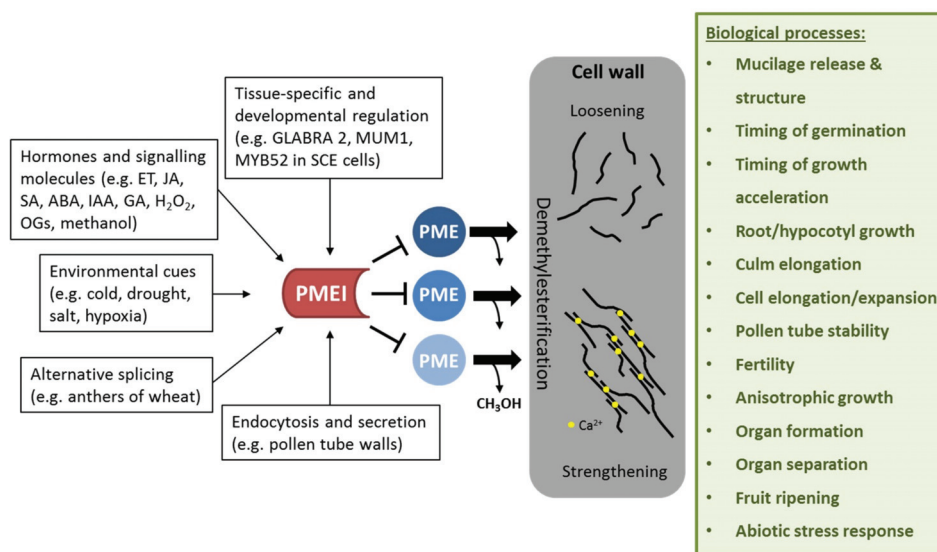 Tissue-specific and
developmental regulation
(e.g. GLABRA 2, MUM1,
MYB52 in SCE cells)
Hormones and signalling
molecules (e.g. ET, JA,
SA, ABA, IAA, GA, H₂O₂,
OGs, methanol)
Environmental cues
(e.g. cold, drought,
salt, hypoxia)
Alternative splicing
(e.g. anthers of wheat)
Endocytosis and secretion
(e.g. pollen tube walls)
PMEI
PME
PME
PME
CH₃OH
Demethylesterification
Cell wall
Loosening
Ca²⁺
Strengthening
Biological processes:
• Mucilage release &
structure
• Timing of germination
• Timing of growth
acceleration
• Root/hypocotyl growth
• Culm elongation
• Cell elongation/expansion
• Pollen tube stability
• Fertility
• Anisotrophic growth
• Organ formation
• Organ separation
• Fruit ripening
• Abiotic stress response